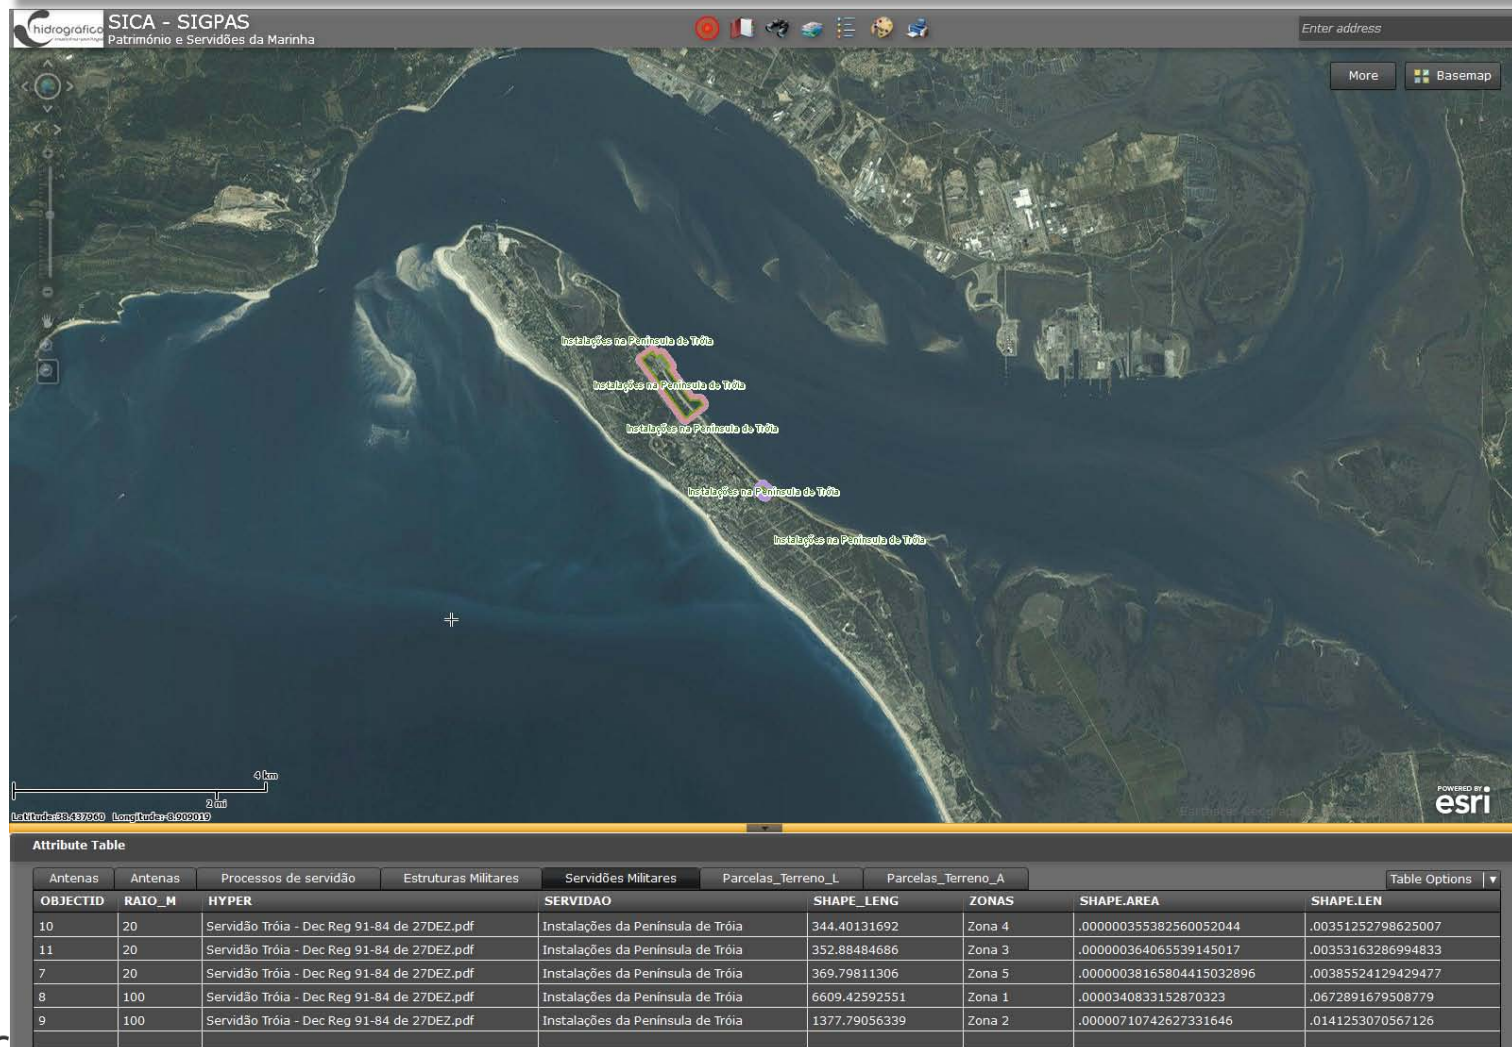 hidrográfico
SICA - SIGPAS
Património e Servidões da Marinha
Enter address
More
Basemap
Instalações na Península de Tróia
Instalações na Península de Tróia
Instalações na Península de Tróia
Instalações na Península de Tróia
Instalações na Península de Tróia
4 km
2 mi
Latitude:38.437960 Longitude:-8.909019
POWERED BY
esri
Attribute Table
Antenas Antenas Processos de servidão Estruturas Militares Servidões Militares Parcelas_Terreno_L Parcelas_Terreno_A Table Options
OBJECTID RAIO_M HYPER SERVIDAO SHAPE_LENG ZONAS SHAPE.AREA SHAPE.LEN
10 20 Servidão Tróia - Dec Reg 91-84 de 27DEZ.pdf Instalações da Península de Tróia 344.40131692 Zona 4 .000000355382560052044 .00351252798625007
11 20 Servidão Tróia - Dec Reg 91-84 de 27DEZ.pdf Instalações da Península de Tróia 352.88484686 Zona 3 .000000364065539145017 .00353163286994833
7 20 Servidão Tróia - Dec Reg 91-84 de 27DEZ.pdf Instalações da Península de Tróia 369.79811306 Zona 5 .00000038165804415032896 .00385524129429477
8 100 Servidão Tróia - Dec Reg 91-84 de 27DEZ.pdf Instalações da Península de Tróia 6609.42592551 Zona 1 .0000340833152870323 .0672891679508779
9 100 Servidão Tróia - Dec Reg 91-84 de 27DEZ.pdf Instalações da Península de Tróia 1377.79056339 Zona 2 .00000710742627331646 .0141253070567126